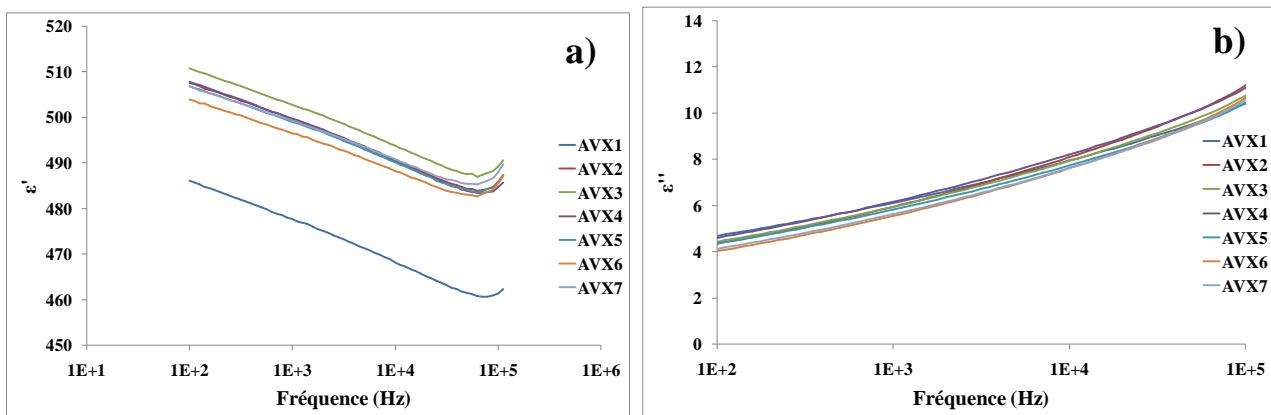 a)
ε'
520
510
500
490
480
470
460
450
1E+1 1E+2 1E+3 1E+4 1E+5 1E+6
Fréquence (Hz)
AVX1
AVX2
AVX3
AVX4
AVX5
AVX6
AVX7
b)
ε''
14
12
10
8
6
4
2
0
1E+2 1E+3 1E+4 1E+5
Fréquence (Hz)
AVX1
AVX2
AVX3
AVX4
AVX5
AVX6
AVX7